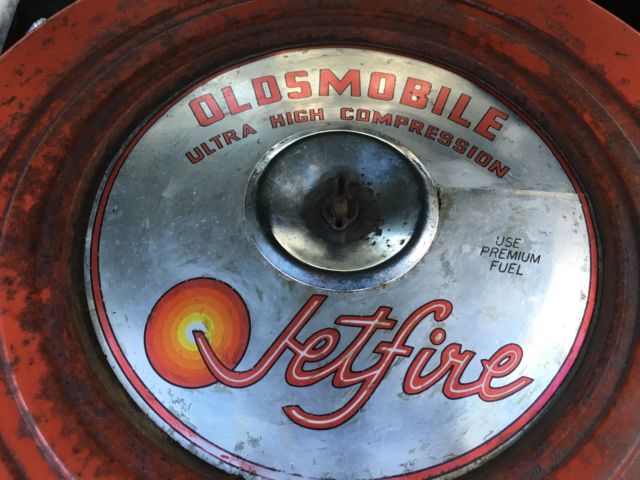 OLDSMOBILE
ULTRA HIGH COMPRESSION
USE
PREMIUM
FUEL
Jetfire